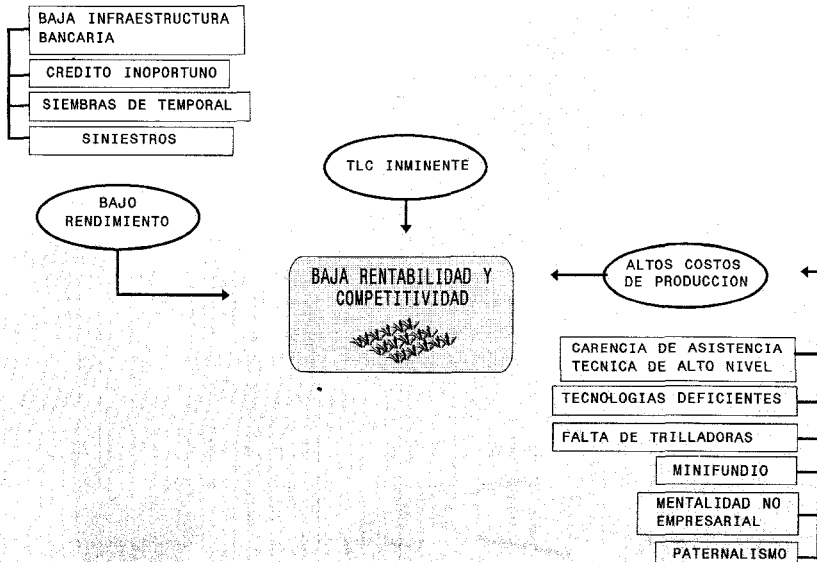 BAJA INFRAESTRUCTURA
BANCARIA
CREDITO INOPORTUNO
SIEMBRAS DE TEMPORAL
SINIESTROS
TLC INMINENTE
BAJO
RENDIMIENTO
BAJA RENTABILIDAD Y
COMPETITIVIDAD
ALTOS COSTOS
DE PRODUCCION
CARENCIA DE ASISTENCIA
TECNICA DE ALTO NIVEL
TECNOLOGIAS DEFICIENTES
FALTA DE TRILLADORAS
MINIFUNDIO
MENTALIDAD NO
EMPRESARIAL
PATERNALISMO